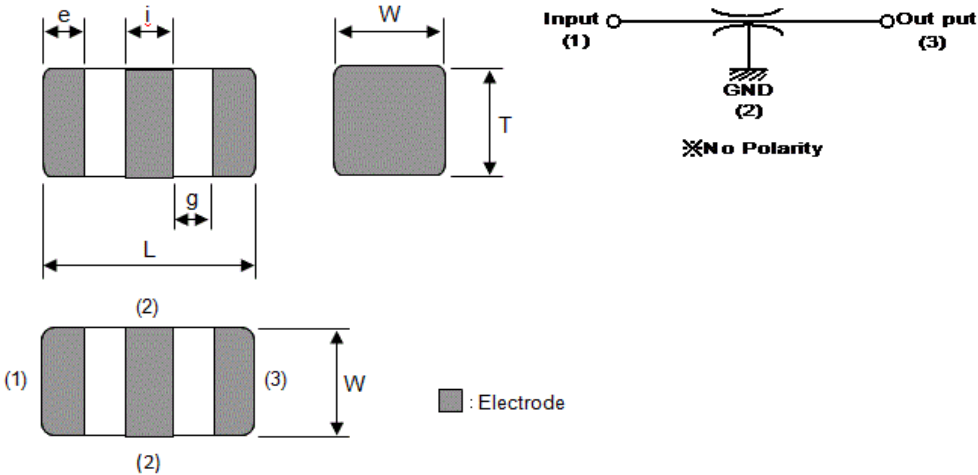 e
i
W
T
g
L
Input
(1)
Out put
(3)
GND
(2)
※No Polarity
(2)
(1)
(3)
W
(2)
: Electrode